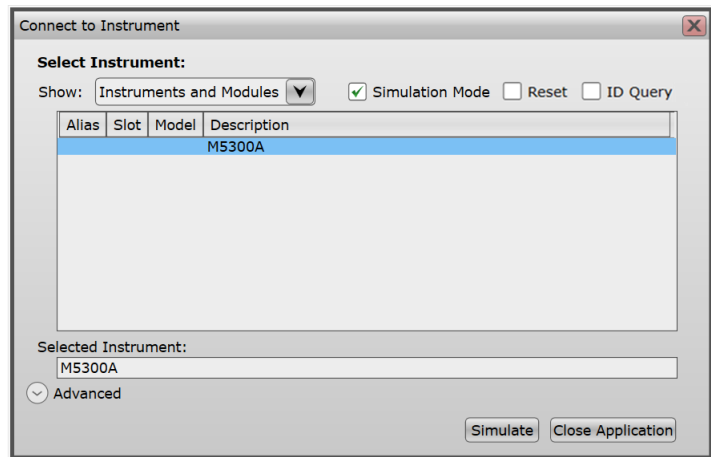 Connect to Instrument
Select Instrument:
Show: Instruments and Modules Simulation Mode Reset ID Query
Alias Slot Model Description
M5300A
Selected Instrument:
M5300A
Advanced
Simulate Close Application